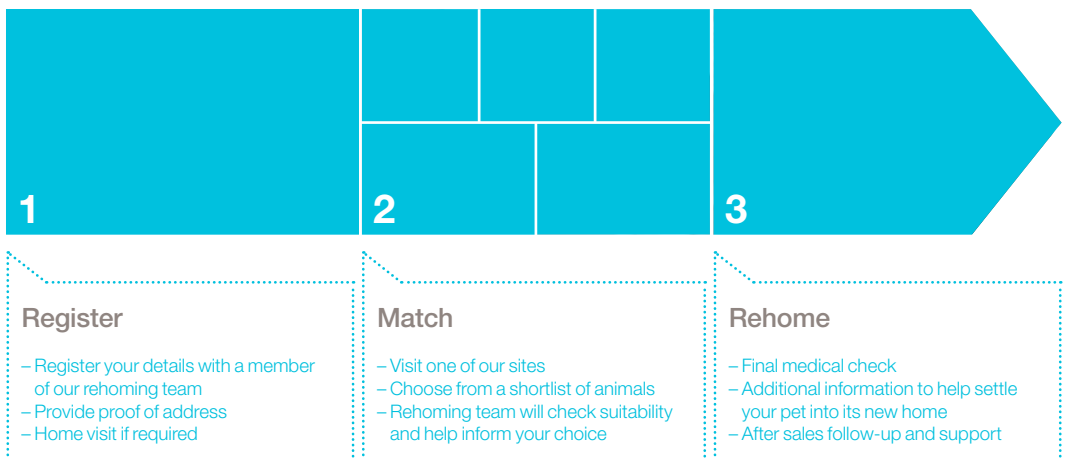 1
2
3
Register
– Register your details with a member
of our rehoming team
– Provide proof of address
– Home visit if required
Match
– Visit one of our sites
– Choose from a shortlist of animals
– Rehoming team will check suitability
and help inform your choice
Rehome
– Final medical check
– Additional information to help settle
your pet into its new home
– After sales follow-up and support